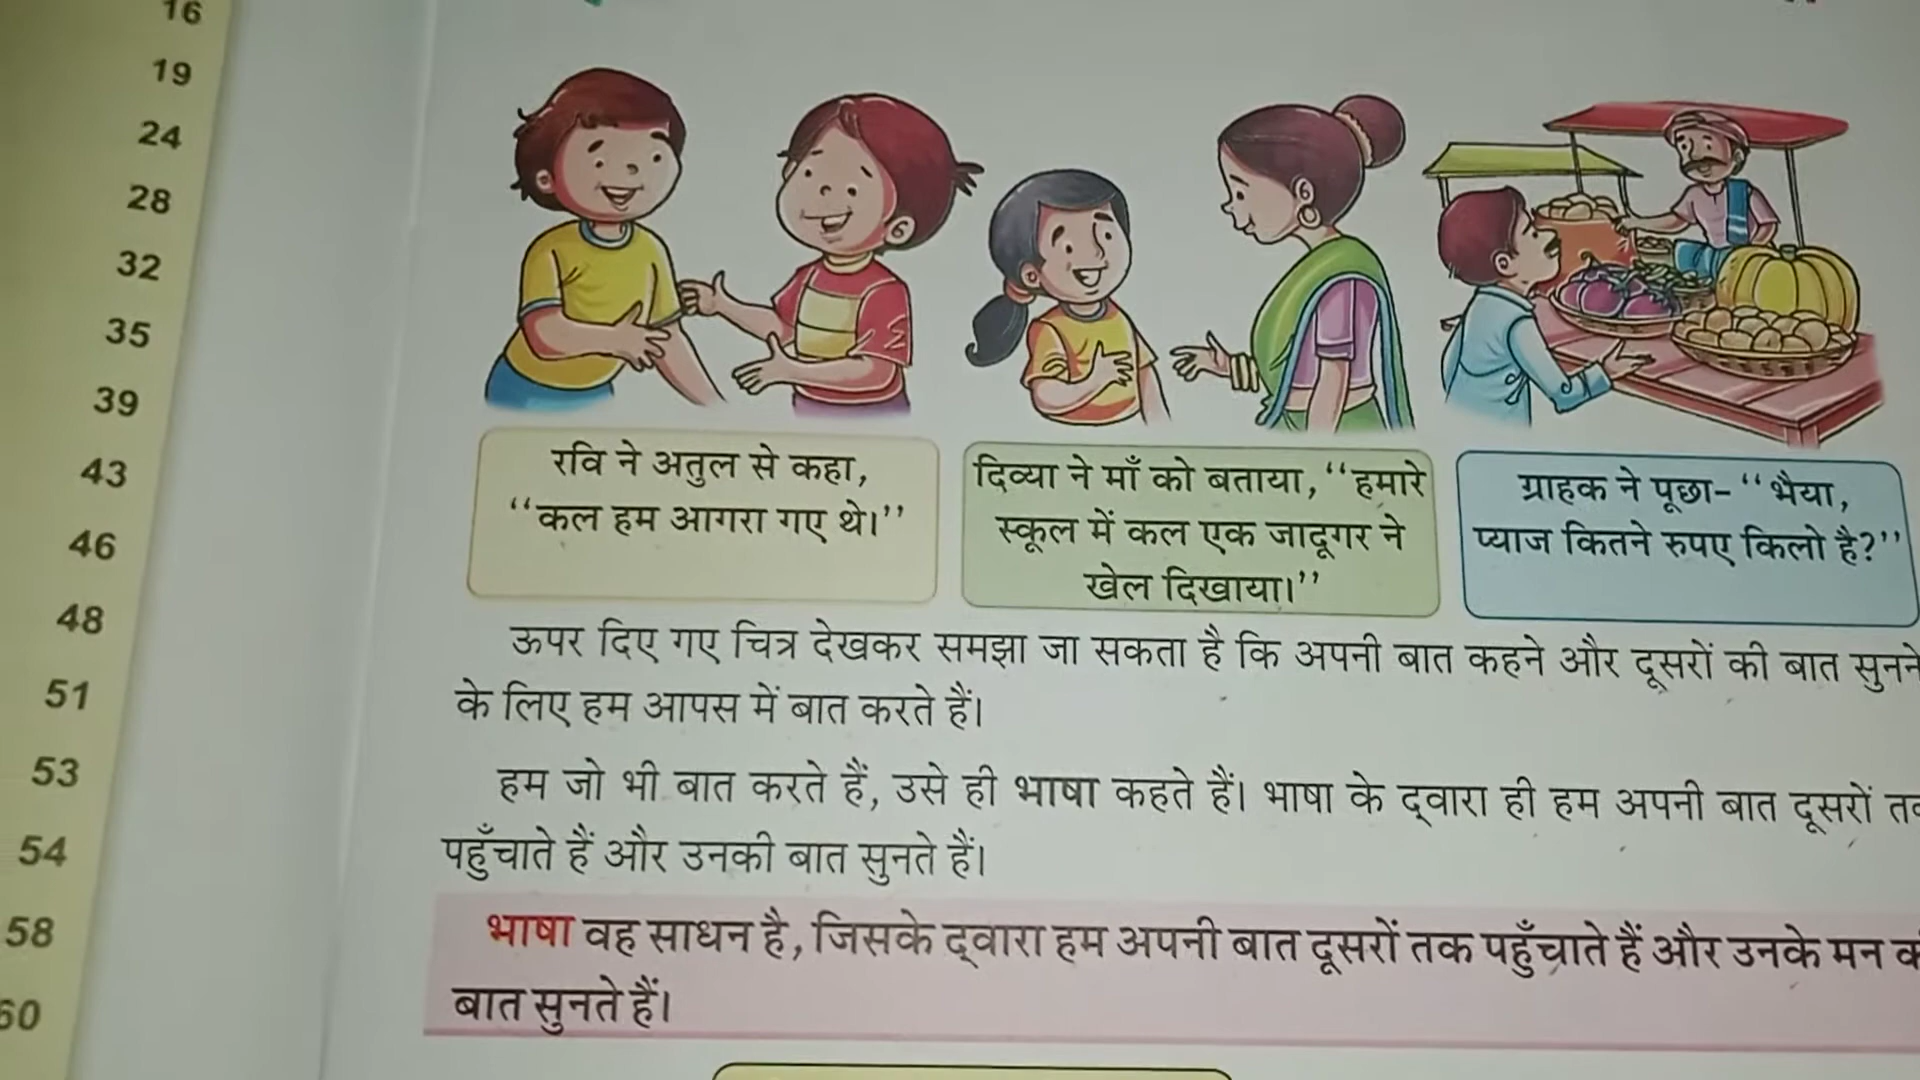 16
19
24
28
32
35
39
43
46
48
51
53
54
58
60
रवि ने अतुल से कहा,
‘‘कल हम आगरा गए थे।’’
दिव्या ने माँ को बताया, ‘‘हमारे
स्कूल में कल एक जादूगर ने
खेल दिखाया।’’
ग्राहक ने पूछा– ‘‘भैया,
प्याज कितने रुपए किलो है?’’
ऊपर दिए गए चित्र देखकर समझा जा सकता है कि अपनी बात कहने और दूसरों की बात सुनने
के लिए हम आपस में बात करते हैं।
हम जो भी बात करते हैं, उसे ही भाषा कहते हैं। भाषा के द्वारा ही हम अपनी बात दूसरों
पहुँचाते हैं और उनकी बात सुनते हैं।
भाषा वह साधन है, जिसके द्वारा हम अपनी बात दूसरों तक पहुँचाते हैं और उनके मन
बात सुनते हैं।